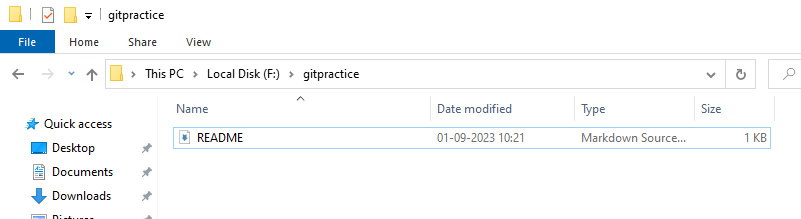 gitpractice
File Home Share View
This PC Local Disk (F:) gitpractice
Name Date modified Type Size
Quick access
README 01-09-2023 10:21 Markdown Source... 1 KB
Desktop
Documents
Downloads
Pictures